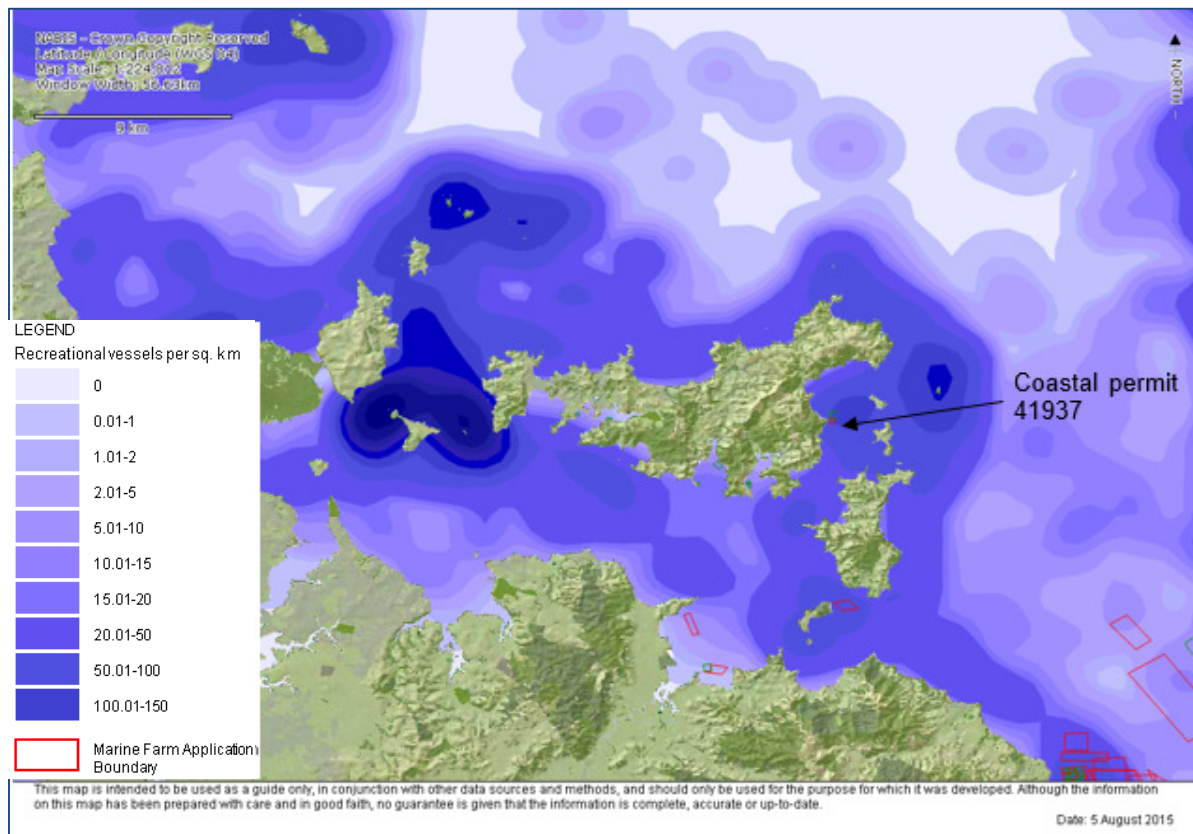 NABIS - Crown Copyright Reserved
Latitude / Longitude (WGS 84)
Window Width: 56.63km
9 km
NORTH
Coastal permit
41937
LEGEND
Recreational vessels per sq. km
0
0.01-1
1.01-2
2.01-5
5.01-10
10.01-15
15.01-20
20.01-50
50.01-100
100.01-150
Marine Farm Application
Boundary
This map is intended to be used as a guide only, in conjunction with other data sources and methods, and should only be used for the purpose for which it was developed. Although the information
on this map has been prepared with care and in good faith, no guarantee is given that the information is complete, accurate or up-to-date.
Date: 5 August 2015